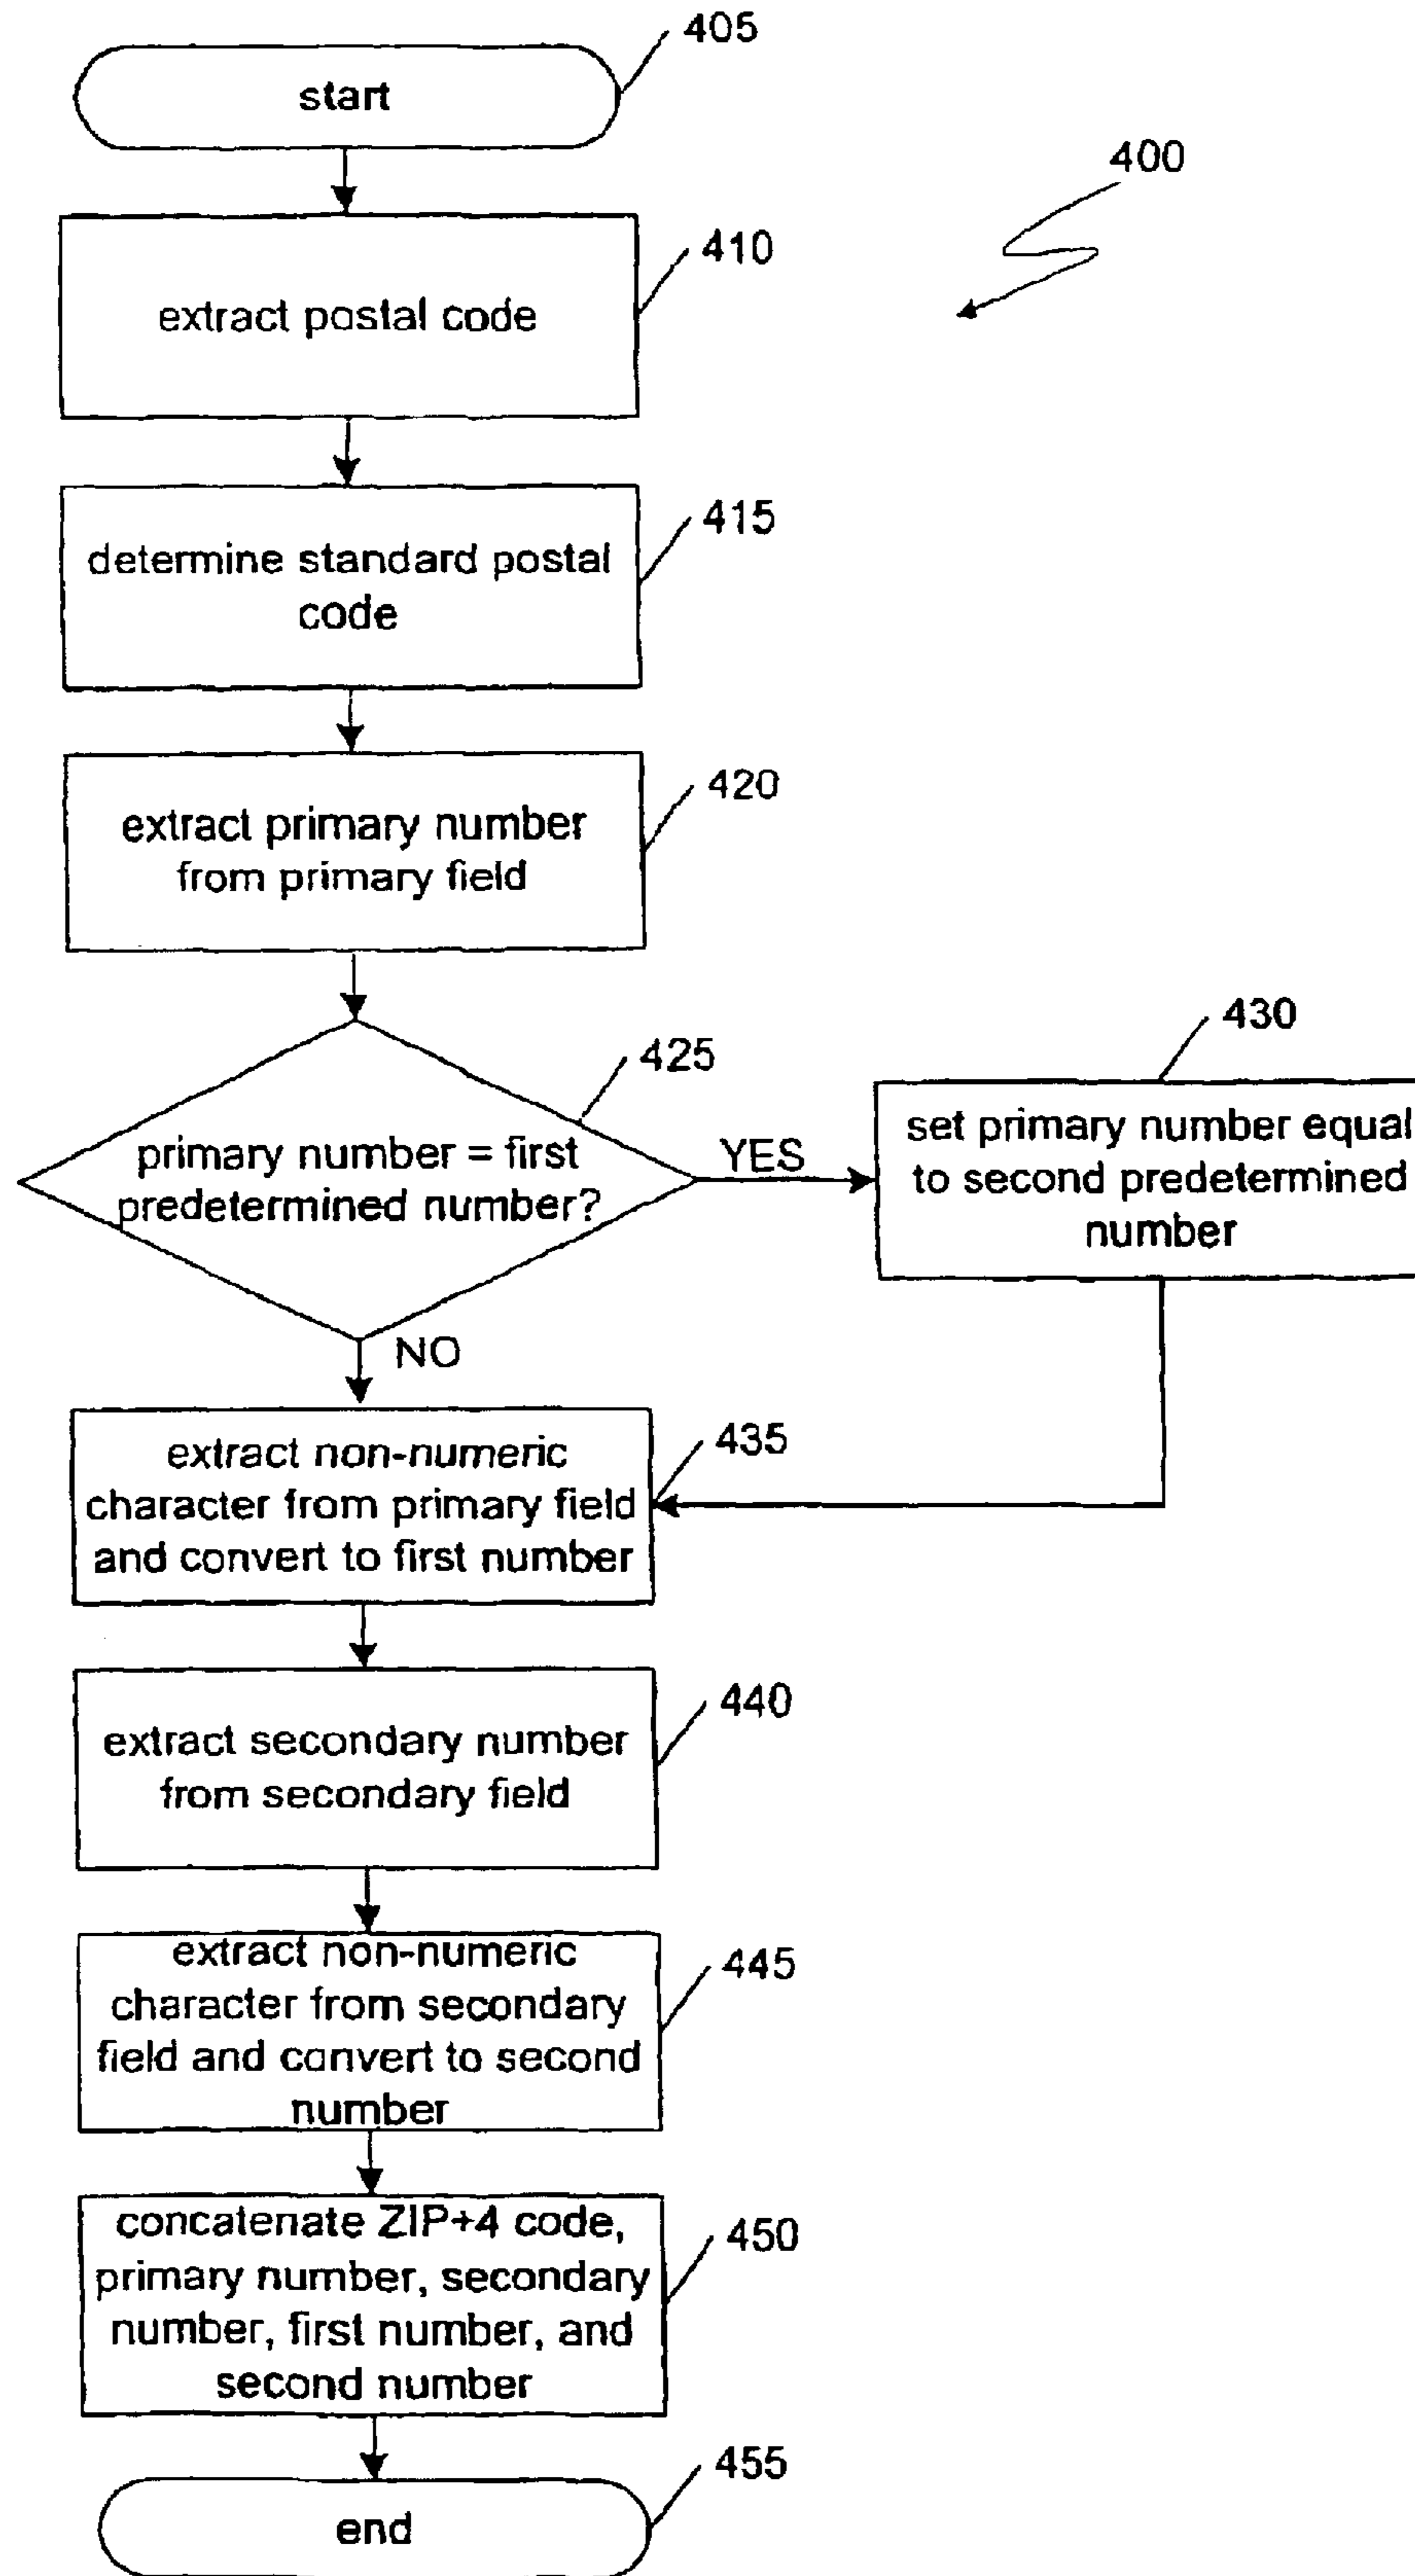 405
start
400
410
extract postal code
415
determine standard postal
code
420
extract primary number
from primary field
425
primary number = first
predetermined number?
YES
430
set primary number equal
to second predetermined
number
NO
435
extract non-numeric
character from primary field
and convert to first number
440
extract secondary number
from secondary field
445
extract non-numeric
character from secondary
field and convert to second
number
450
concatenate ZIP+4 code,
primary number, secondary
number, first number, and
second number
455
end